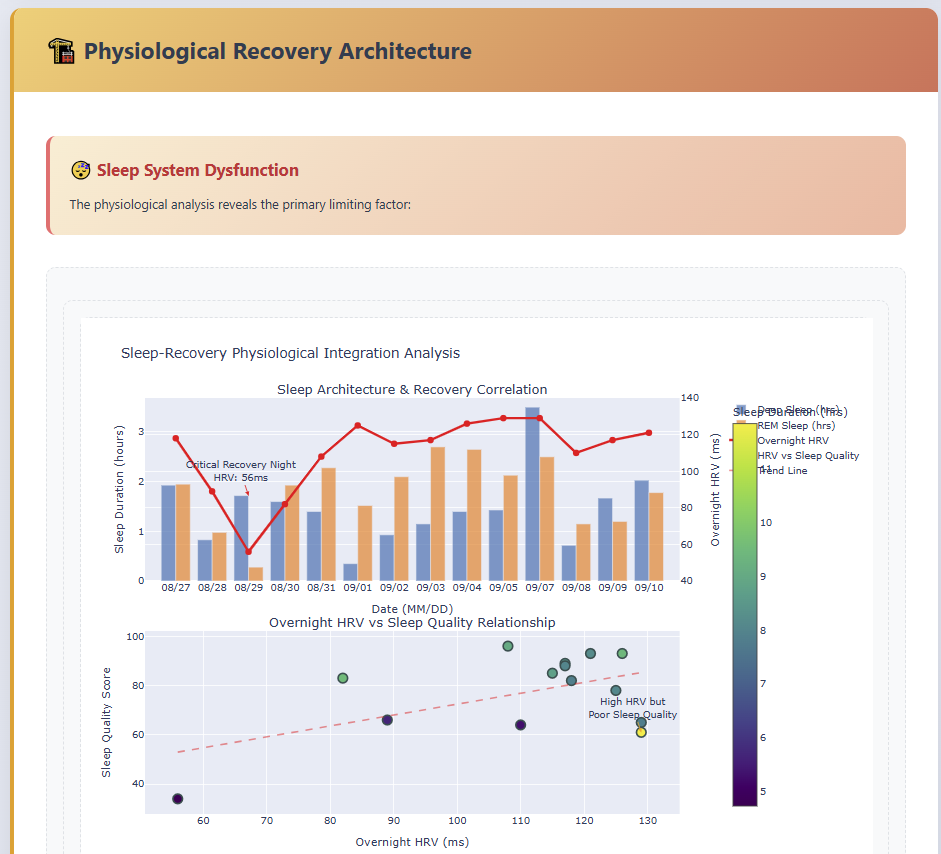 Physiological Recovery Architecture
Sleep System Dysfunction
The physiological analysis reveals the primary limiting factor:
Sleep-Recovery Physiological Integration Analysis
Sleep Architecture & Recovery Correlation
Sleep Duration (hours)
3
2
1
0
140
120
100
80
60
40
Overnight HRV (ms)
Critical Recovery Night
HRV: 56ms
08/27 08/28 08/29 08/30 08/31 09/01 09/02 09/03 09/04 09/05 09/07 09/08 09/09 09/10
Date (MM/DD)
Sleep Duration (hrs)
Deep Sleep (hrs)
REM Sleep (hrs)
Overnight HRV
HRV vs Sleep Quality
Trend Line
11
10
9
8
7
6
5
Overnight HRV vs Sleep Quality Relationship
Sleep Quality Score
100
80
60
40
High HRV but
Poor Sleep Quality
60 70 80 90 100 110 120 130
Overnight HRV (ms)